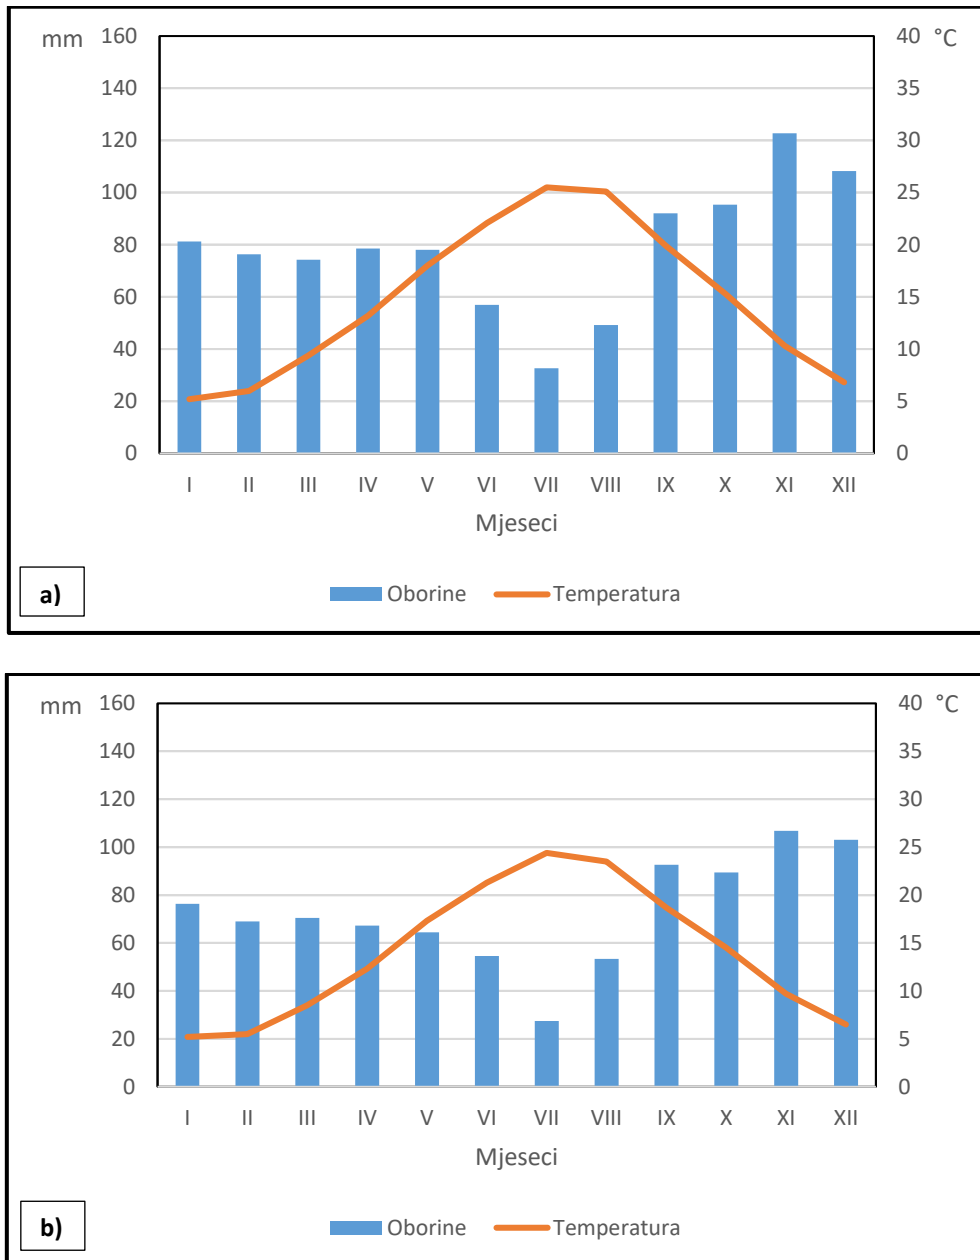 mm 160 40 °C
140 35
120 30
100 25
80 20
60 15
40 10
20 5
0 0
I II III IV V VI VII VIII IX X XI XII
Mjeseci
a) Oborine Temperatura
mm 160 40 °C
140 35
120 30
100 25
80 20
60 15
40 10
20 5
0 0
I II III IV V VI VII VIII IX X XI XII
Mjeseci
b) Oborine Temperatura